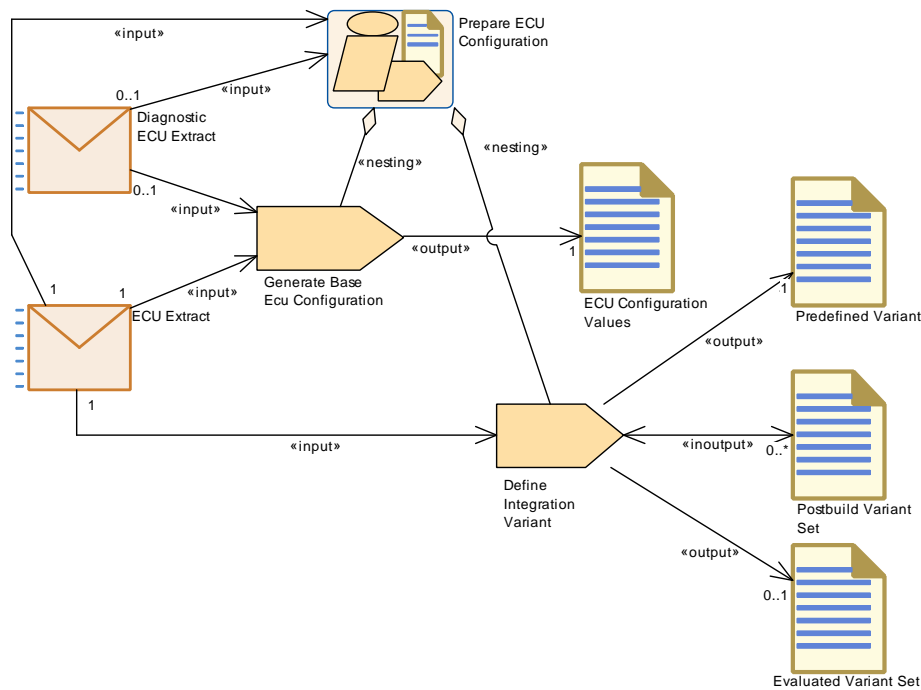 Prepare ECU
Configuration
«input»
«input»
0..1
Diagnostic
ECU Extract
«nesting»
«nesting»
0..1
«input»
«output»
1
Generate Base
Ecu Configuration
«input»
1
1
ECU Extract
ECU Configuration
Values
1
Predefined Variant
«output»
1
«input»
«inoutput»
0..*
Define
Integration
Variant
Postbuild Variant
Set
«output»
0..1
Evaluated Variant Set